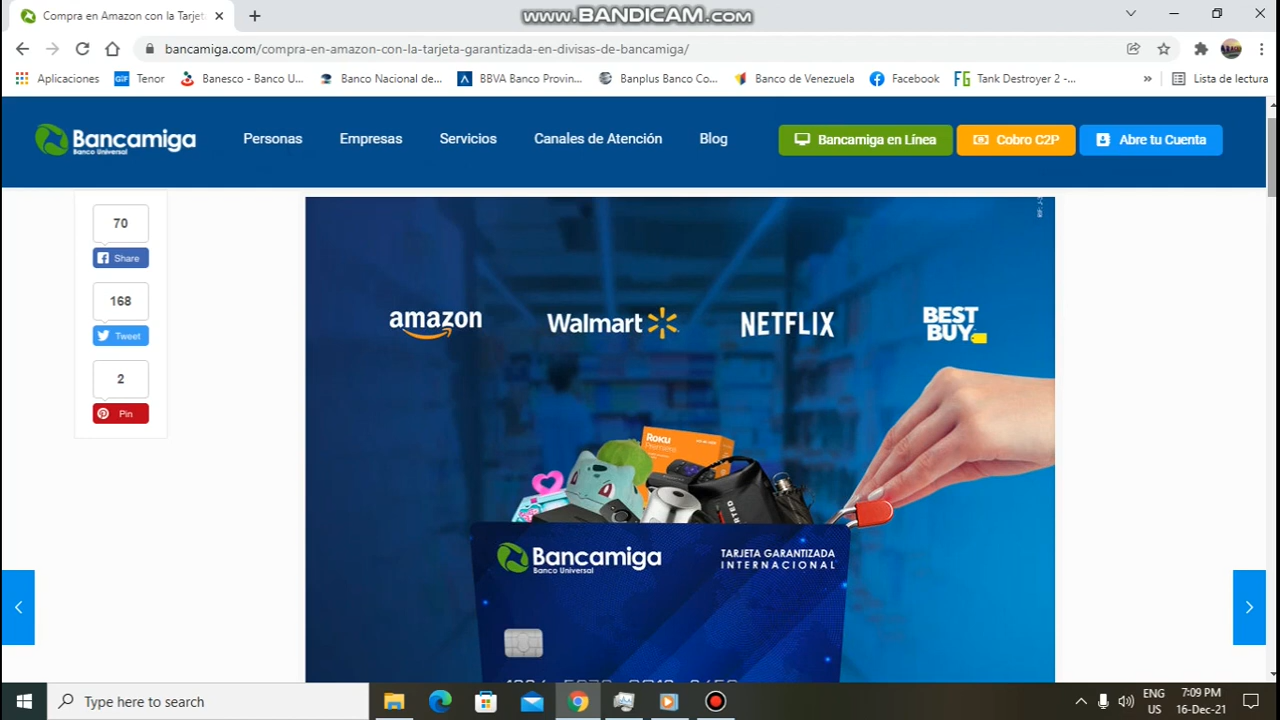 www.BANDICAM.com
Compra en Amazon con la Tarjeta
bancamiga.com/compra-en-amazon-con-la-tarjeta-garantizada-en-divisas-de-bancamiga/
Aplicaciones GIF Tenor Banesco - Banco U... Banco Nacional de... BBVA Banco Provin... Banplus Banco Co... Banco de Venezuela Facebook FG Tank Destroyer 2 -... » Lista de lectura
Bancamiga
Banco Universal
Personas Empresas Servicios Canales de Atención Blog Bancamiga en Línea Cobro C2P Abre tu Cuenta
70
Share
168
Tweet
2
Pin
amazon Walmart NETFLIX BEST
BUY
Roku
Premiere
Bancamiga
Banco Universal
TARJETA GARANTIZADA
INTERNACIONAL
Type here to search
ENG
US
7:09 PM
16-Dec-21